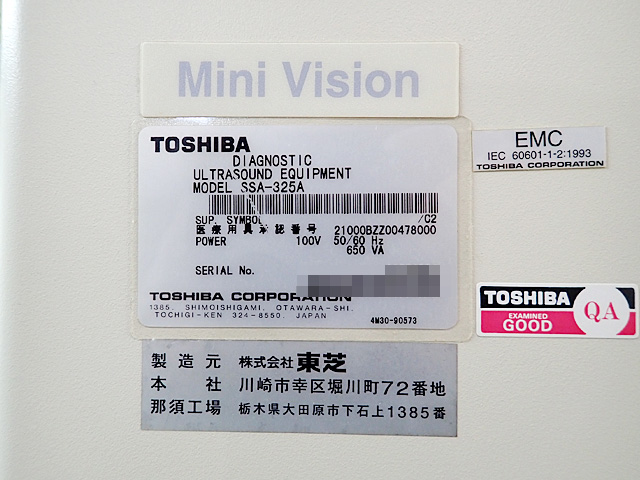 Mini Vision
TOSHIBA
DIAGNOSTIC
ULTRASOUND EQUIPMENT
MODEL SSA-325A
SUP. SYMBOL /C2
医療用具承認番号 21000BZZ00478000
POWER 100V 50/60 Hz
650 VA
SERIAL No.
TOSHIBA CORPORATION
1385, SHIMOISHIGAMI, OTAWARA-SHI,
TOCHIGI-KEN 324-8550, JAPAN
4M30-90573
EMC
IEC 60601-1-2:1993
TOSHIBA CORPORATION
TOSHIBA
EXAMINED
GOOD
QA
製造元 株式会社 東芝
本社 川崎市幸区堀川町72番地
那須工場 栃木県大田原市下石上1385番